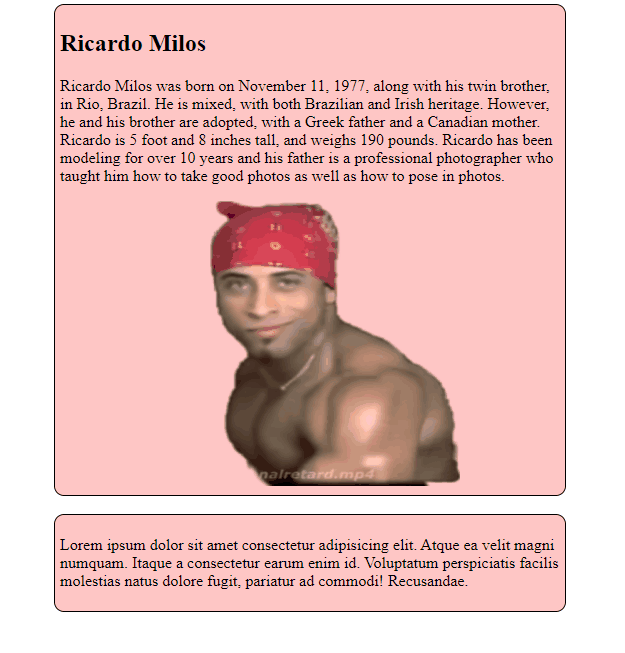 Ricardo Milos
Ricardo Milos was born on November 11, 1977, along with his twin brother,
in Rio, Brazil. He is mixed, with both Brazilian and Irish heritage. However,
he and his brother are adopted, with a Greek father and a Canadian mother.
Ricardo is 5 foot and 8 inches tall, and weighs 190 pounds. Ricardo has been
modeling for over 10 years and his father is a professional photographer who
taught him how to take good photos as well as how to pose in photos.
nalretard.mp4
Lorem ipsum dolor sit amet consectetur adipisicing elit. Atque ea velit magni
numquam. Itaque a consectetur earum enim id. Voluptatum perspiciatis facilis
molestias natus dolore fugit, pariatur ad commodi! Recusandae.